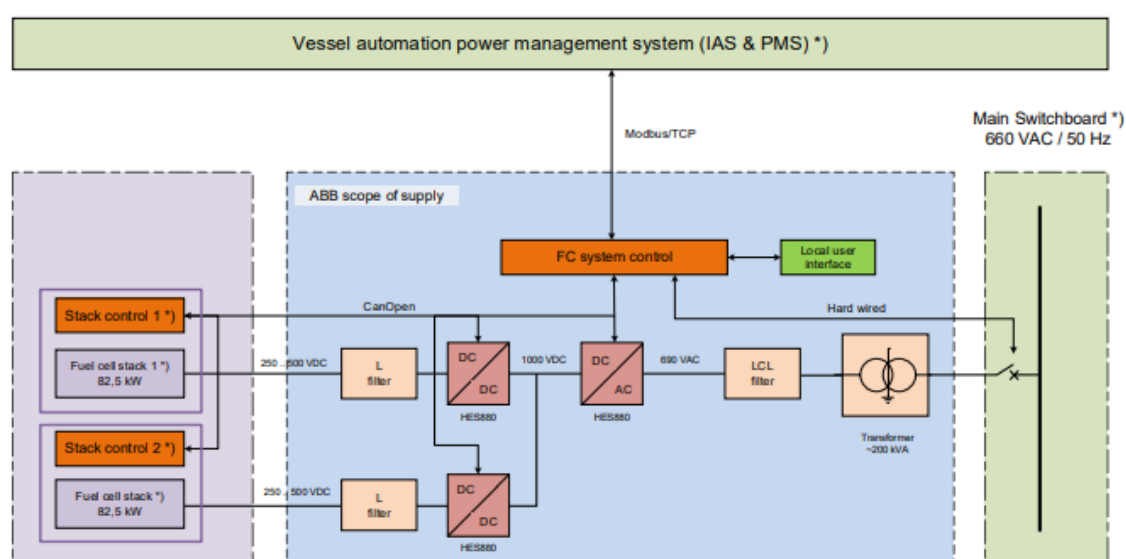 Vessel automation power management system (IAS & PMS) *)
Modbus/TCP
Main Switchboard *)
660 VAC / 50 Hz
ABB scope of supply
FC system control
Local user
interface
CanOpen
Hard wired
Stack control 1 *)
Fuel cell stack 1 *)
82,5 kW
250 ...500 VDC
L
filter
DC
DC
HES880
1000 VDC
DC
AC
HES880
690 VAC
LCL
filter
Transformer
~200 kVA
Stack control 2 *)
Fuel cell stack *)
82,5 kW
250 ...500 VDC
L
filter
DC
DC
HES880